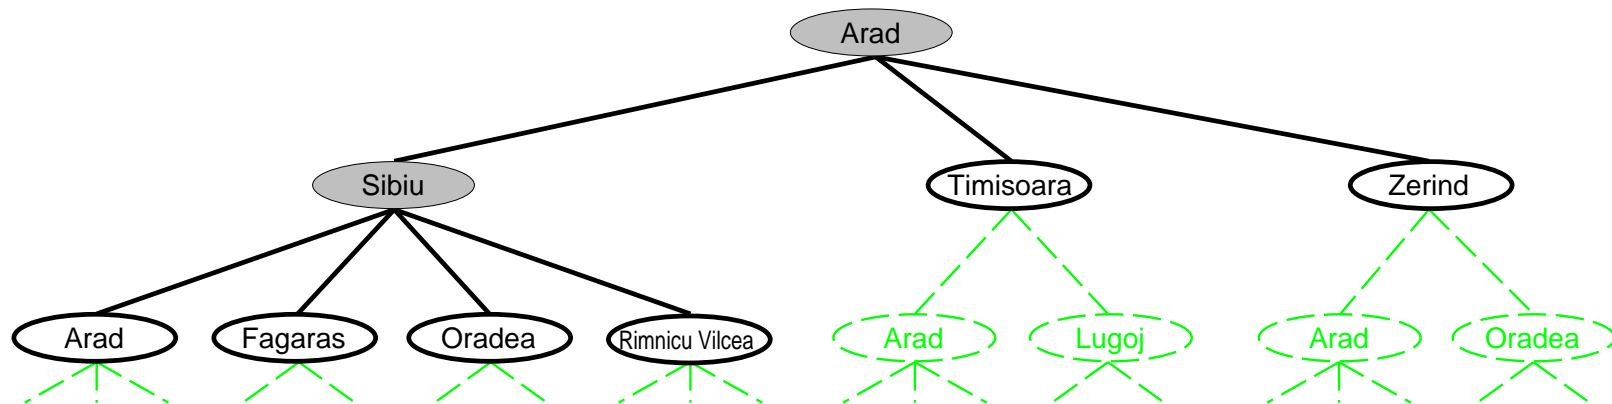 Arad
Sibiu
Timisoara
Zerind
Arad
Fagaras
Oradea
Rimnicu Vilcea
Arad
Lugoj
Arad
Oradea